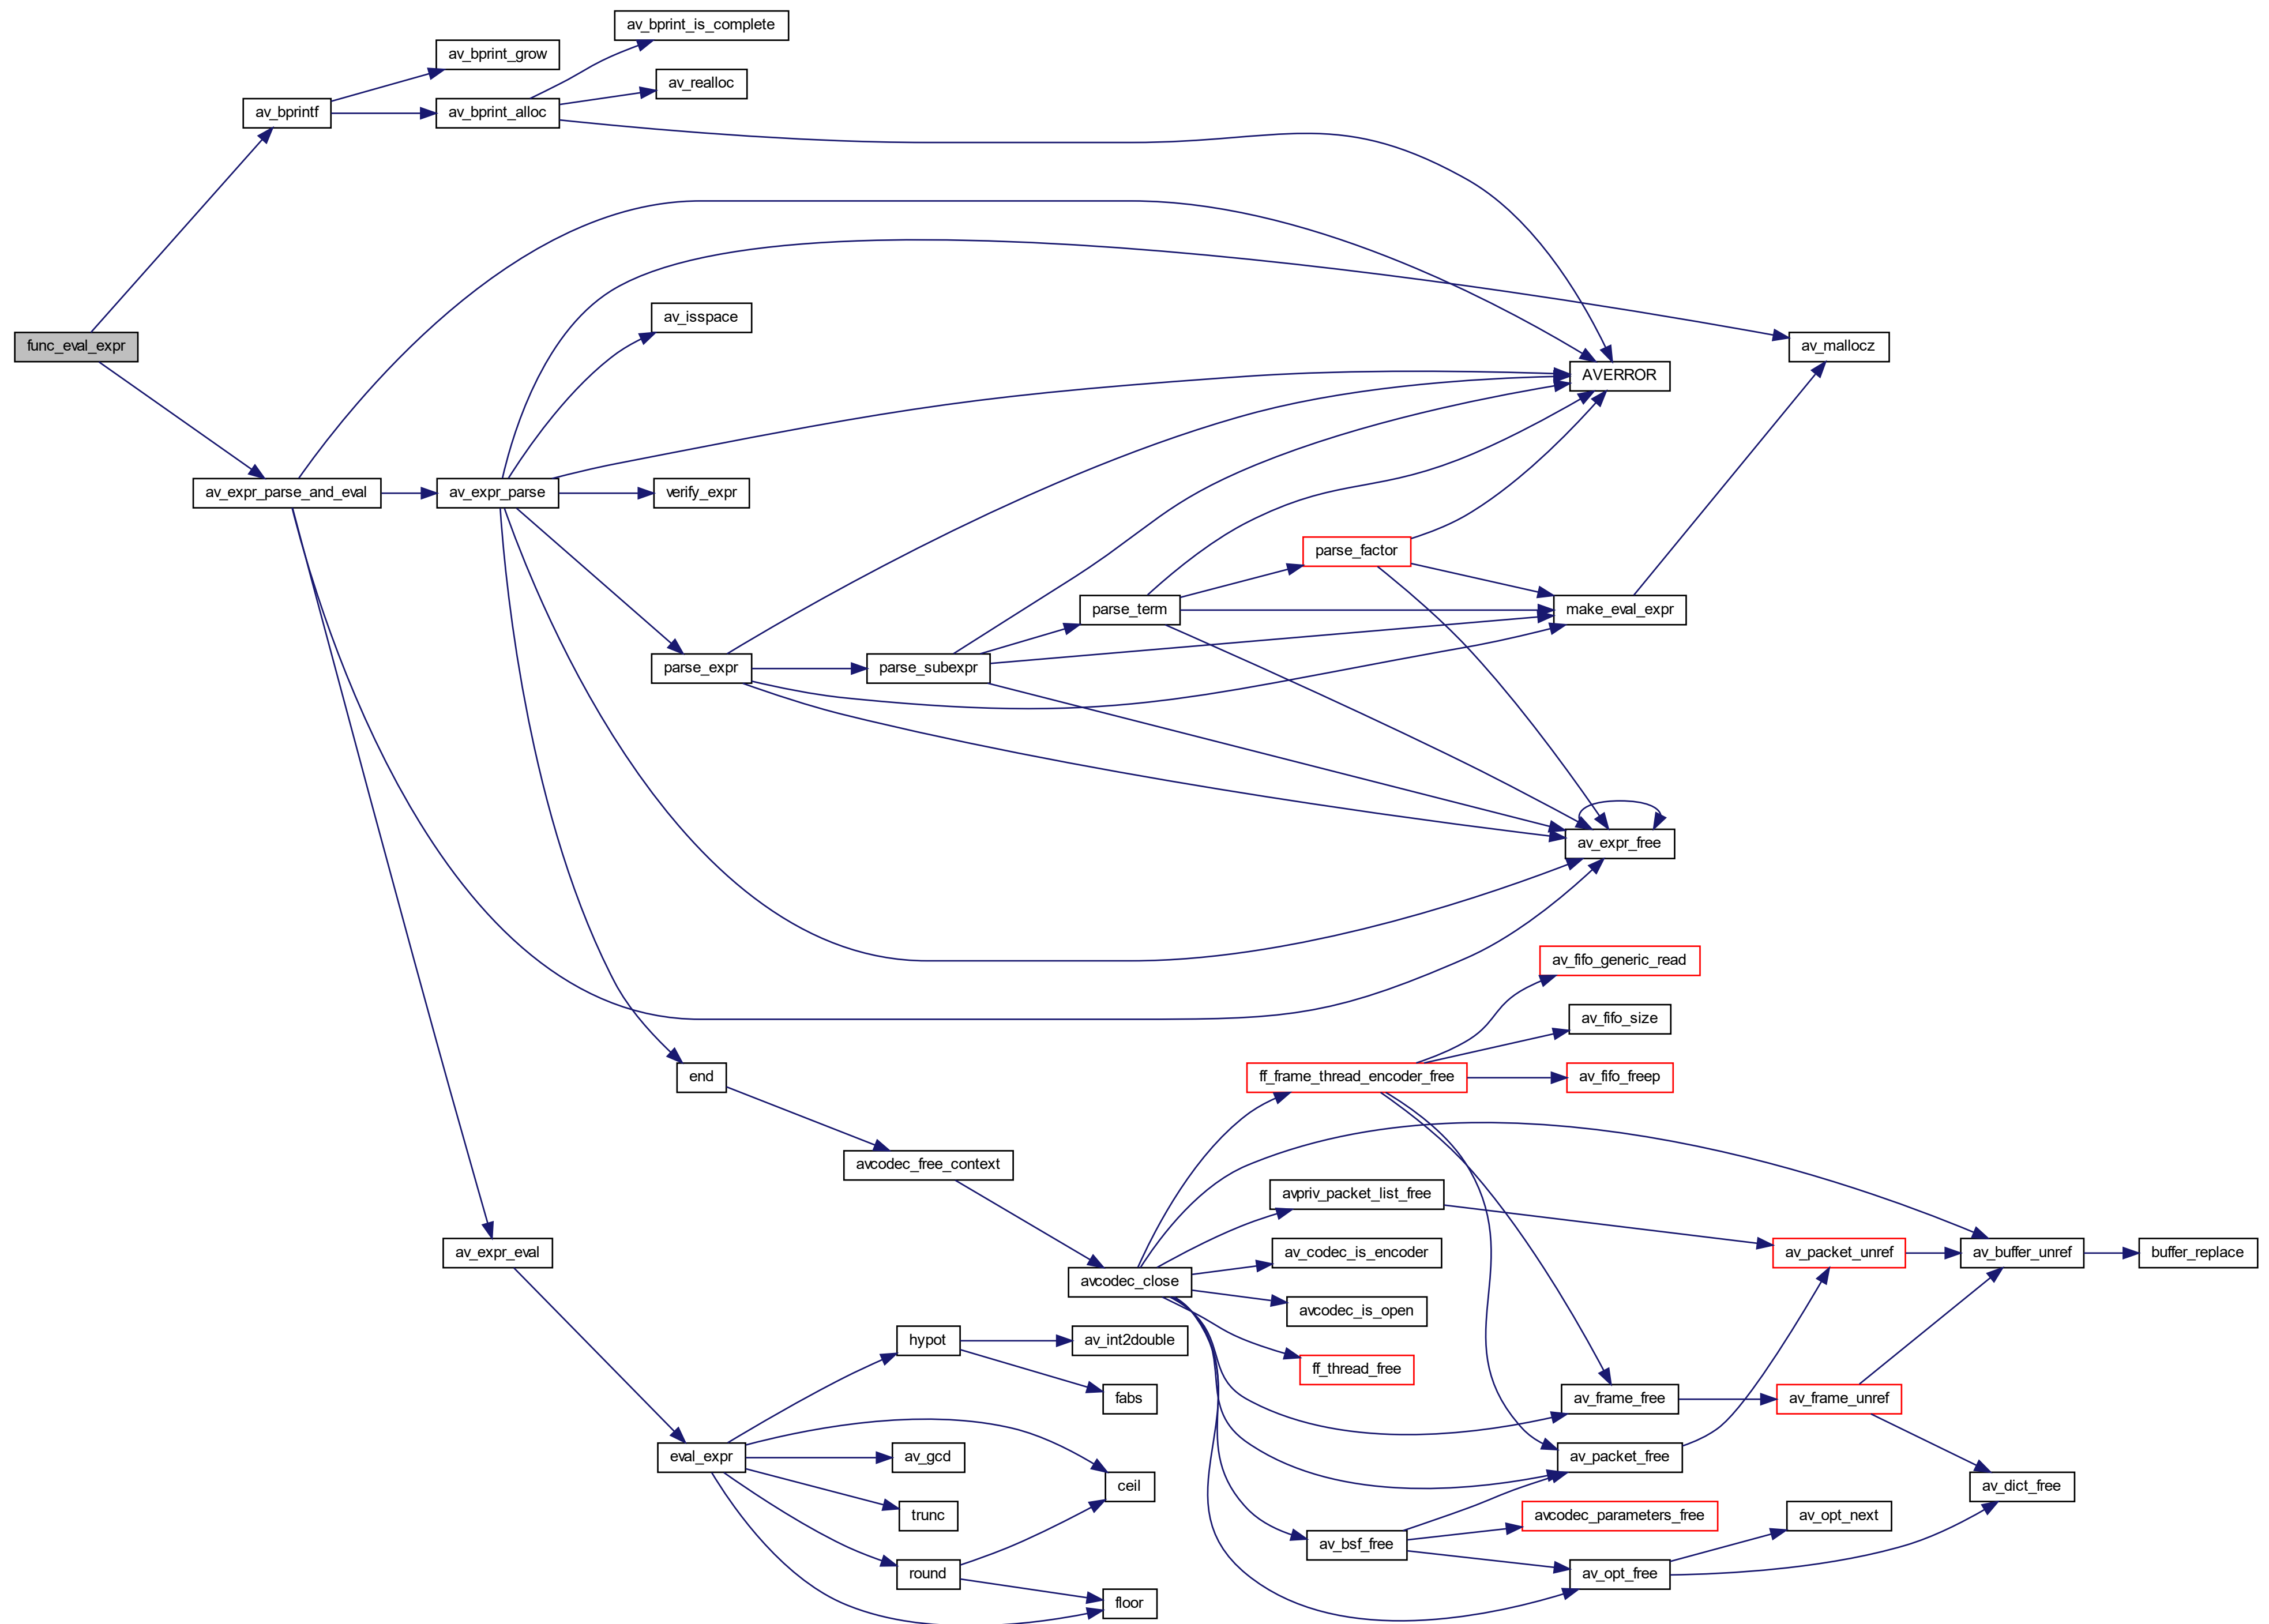 av_bprint_is_complete
av_bprint_grow
av_realloc
av_bprintf
av_bprint_alloc
av_isspace
func_eval_expr
av_mallocz
AVERROR
av_expr_parse_and_eval
av_expr_parse
verify_expr
parse_factor
parse_term
make_eval_expr
parse_expr
parse_subexpr
av_expr_free
av_fifo_generic_read
av_fifo_size
end
ff_frame_thread_encoder_free
av_fifo_freep
avcodec_free_context
avpriv_packet_list_free
av_expr_eval
av_codec_is_encoder
av_packet_unref
av_buffer_unref
buffer_replace
avcodec_close
avcodec_is_open
hypot
av_int2double
ff_thread_free
fabs
av_frame_free
av_frame_unref
eval_expr
av_gcd
av_packet_free
ceil
av_dict_free
trunc
avcodec_parameters_free
av_opt_next
av_bsf_free
round
av_opt_free
floor